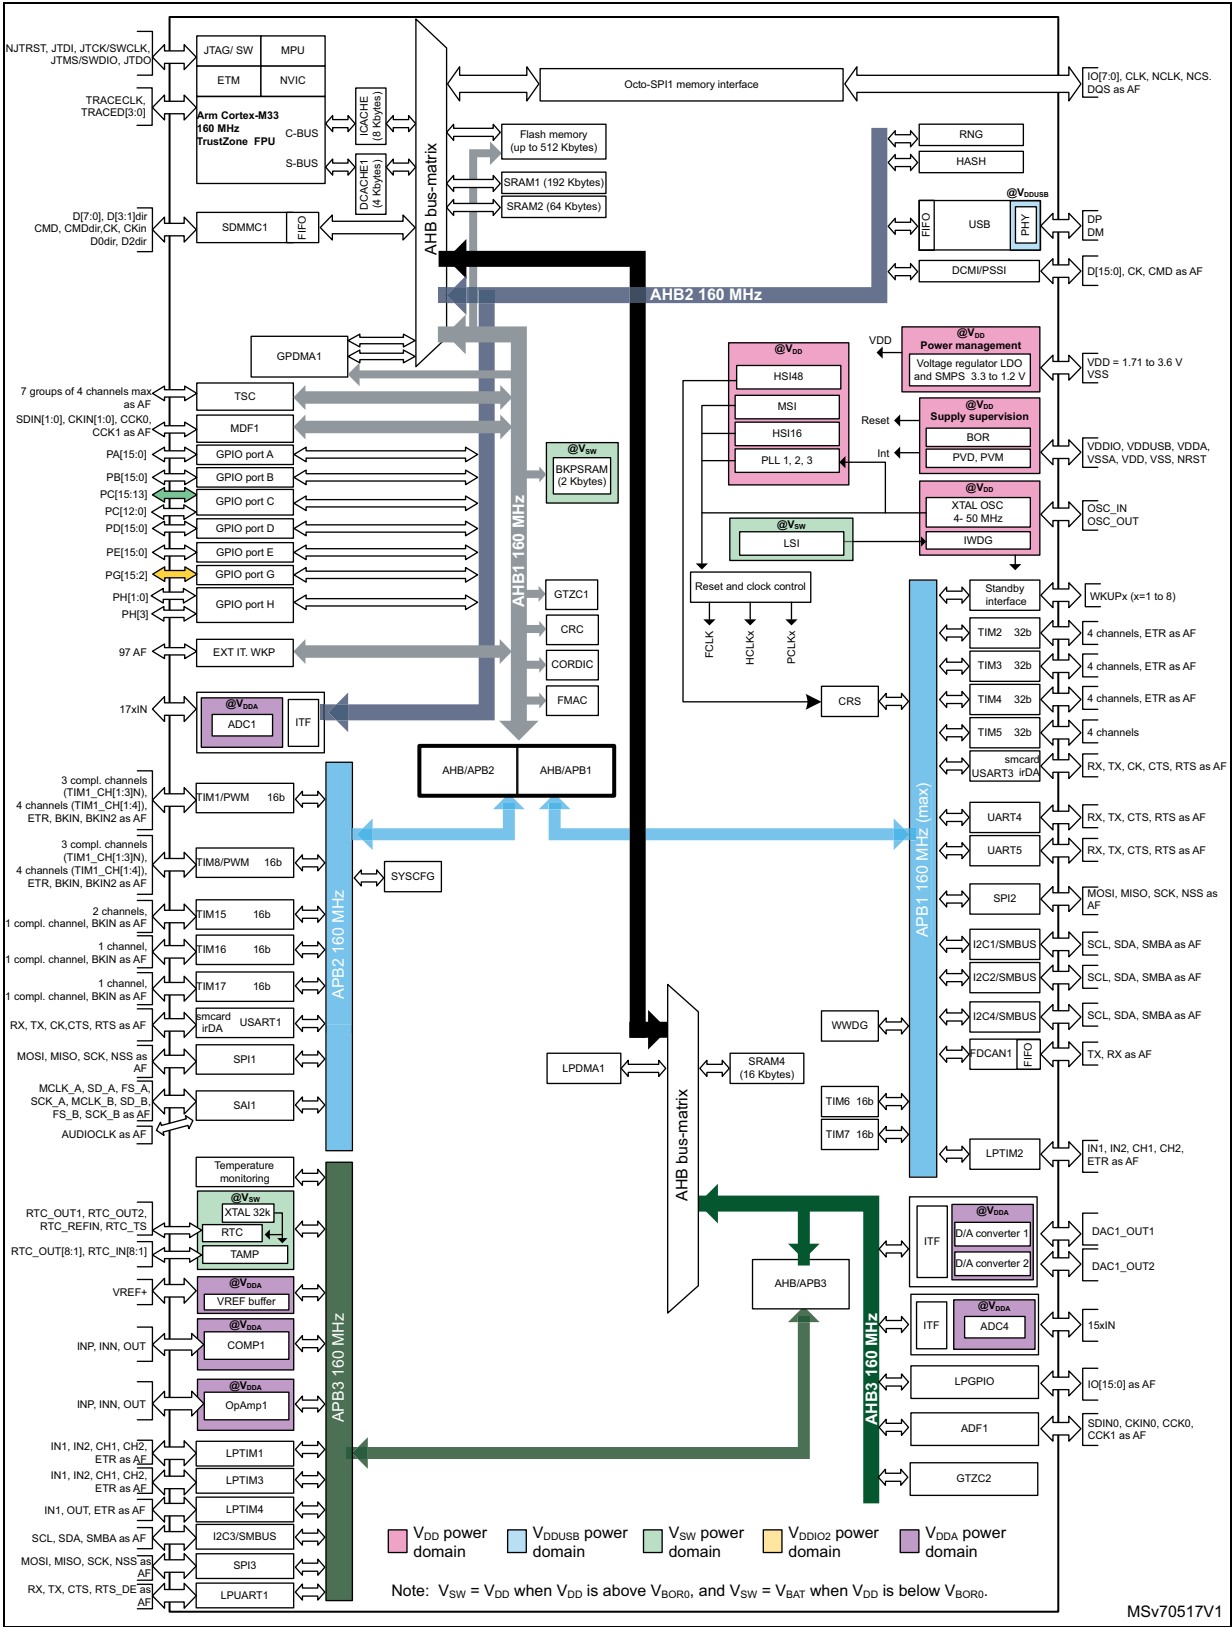 NJTRST, JTDI, JTCK/SWCLK,
JTMS/SWDIO, JTDO
TRACECLK,
TRACED[3:0]
JTAG/ SW
MPU
ETM
NVIC
Arm Cortex-M33
160 MHz
TrustZone FPU
C-BUS
S-BUS
ICACHE
(8 Kbytes)
DCACHE1
(4 Kbytes)
AHB bus-matrix
Octo-SPI1 memory interface
IO[7:0], CLK, NCLK, NCS.
DQS as AF
Flash memory
(up to 512 Kbytes)
SRAM1 (192 Kbytes)
SRAM2 (64 Kbytes)
RNG
HASH
@VDDUSB
FIFO
USB
PHY
DP
DM
DCMI/PSSI
D[15:0], CK, CMD as AF
D[7:0], D[3:1]dir
CMD, CMDdir,CK, CKin
D0dir, D2dir
SDMMC1
FIFO
AHB2 160 MHz
GPDMA1
7 groups of 4 channels max
as AF
TSC
SDIN[1:0], CKIN[1:0], CCK0,
CCK1 as AF
MDF1
PA[15:0]
GPIO port A
PB[15:0]
GPIO port B
PC[15:13]
PC[12:0]
GPIO port C
PD[15:0]
GPIO port D
PE[15:0]
GPIO port E
PG[15:2]
GPIO port G
PH[1:0]
PH[3]
GPIO port H
97 AF
EXT IT. WKP
17xIN
@VDDA
ADC1
ITF
AHB1 160 MHz
@VSW
BKPSRAM
(2 Kbytes)
GTZC1
CRC
CORDIC
FMAC
AHB/APB2
AHB/APB1
@VDD
HSI48
MSI
HSI16
PLL 1, 2, 3
VDD
@VDD
Power management
Voltage regulator LDO
and SMPS 3.3 to 1.2 V
VDD = 1.71 to 3.6 V
VSS
Reset
Int
@VDD
Supply supervision
BOR
PVD, PVM
VDDIO, VDDUSB, VDDA,
VSSA, VDD, VSS, NRST
@VDD
XTAL OSC
4- 50 MHz
IWDG
OSC_IN
OSC_OUT
@VSW
LSI
Reset and clock control
FCLK
HCLKx
PCLKx
Standby
interface
WKUPx (x=1 to 8)
TIM2 32b
4 channels, ETR as AF
TIM3 32b
4 channels, ETR as AF
TIM4 32b
4 channels, ETR as AF
CRS
TIM5 32b
4 channels
smcard
USART3 irDA
RX, TX, CK, CTS, RTS as AF
UART4
RX, TX, CTS, RTS as AF
UART5
RX, TX, CTS, RTS as AF
SPI2
MOSI, MISO, SCK, NSS as
AF
I2C1/SMBUS
SCL, SDA, SMBA as AF
I2C2/SMBUS
SCL, SDA, SMBA as AF
I2C4/SMBUS
SCL, SDA, SMBA as AF
FDCAN1
FIFO
TX, RX as AF
LPTIM2
IN1, IN2, CH1, CH2,
ETR as AF
APB1 160 MHz (max)
WWDG
TIM6 16b
TIM7 16b
3 compl. channels
(TIM1_CH[1:3]N),
4 channels (TIM1_CH[1:4]),
ETR, BKIN, BKIN2 as AF
TIM1/PWM 16b
3 compl. channels
(TIM1_CH[1:3]N),
4 channels (TIM1_CH[1:4]),
ETR, BKIN, BKIN2 as AF
TIM8/PWM 16b
2 channels,
1 compl. channel, BKIN as AF
TIM15 16b
1 channel,
1 compl. channel, BKIN as AF
TIM16 16b
1 channel,
1 compl. channel, BKIN as AF
TIM17 16b
RX, TX, CK,CTS, RTS as AF
smcard
irDA USART1
MOSI, MISO, SCK, NSS as
AF
SPI1
MCLK_A, SD_A, FS_A,
SCK_A, MCLK_B, SD_B,
FS_B, SCK_B as AF
AUDIOCLK as AF
SAI1
APB2 160 MHz
SYSCFG
LPDMA1
AHB bus-matrix
SRAM4
(16 Kbytes)
Temperature
monitoring
RTC_OUT1, RTC_OUT2,
RTC_REFIN, RTC_TS
@VSW
XTAL 32k
RTC
RTC_OUT[8:1], RTC_IN[8:1]
TAMP
VREF+
@VDDA
VREF buffer
INP, INN, OUT
@VDDA
COMP1
INP, INN, OUT
@VDDA
OpAmp1
IN1, IN2, CH1, CH2,
ETR as AF
LPTIM1
IN1, IN2, CH1, CH2,
ETR as AF
LPTIM3
IN1, OUT, ETR as AF
LPTIM4
SCL, SDA, SMBA as AF
I2C3/SMBUS
MOSI, MISO, SCK, NSS as
AF
SPI3
RX, TX, CTS, RTS_DE as
AF
LPUART1
APB3 160 MHz
AHB/APB3
AHB3 160 MHz
ITF
@VDDA
D/A converter 1
D/A converter 2
DAC1_OUT1
DAC1_OUT2
ITF
@VDDA
ADC4
15xIN
LPGPIO
IO[15:0] as AF
ADF1
SDIN0, CKIN0, CCK0,
CCK1 as AF
GTZC2
VDD power
domain
VDDUSB power
domain
VSW power
domain
VDDIO2 power
domain
VDDA power
domain
Note: VSW = VDD when VDD is above VBOR0, and VSW = VBAT when VDD is below VBOR0.
MSv70517V1